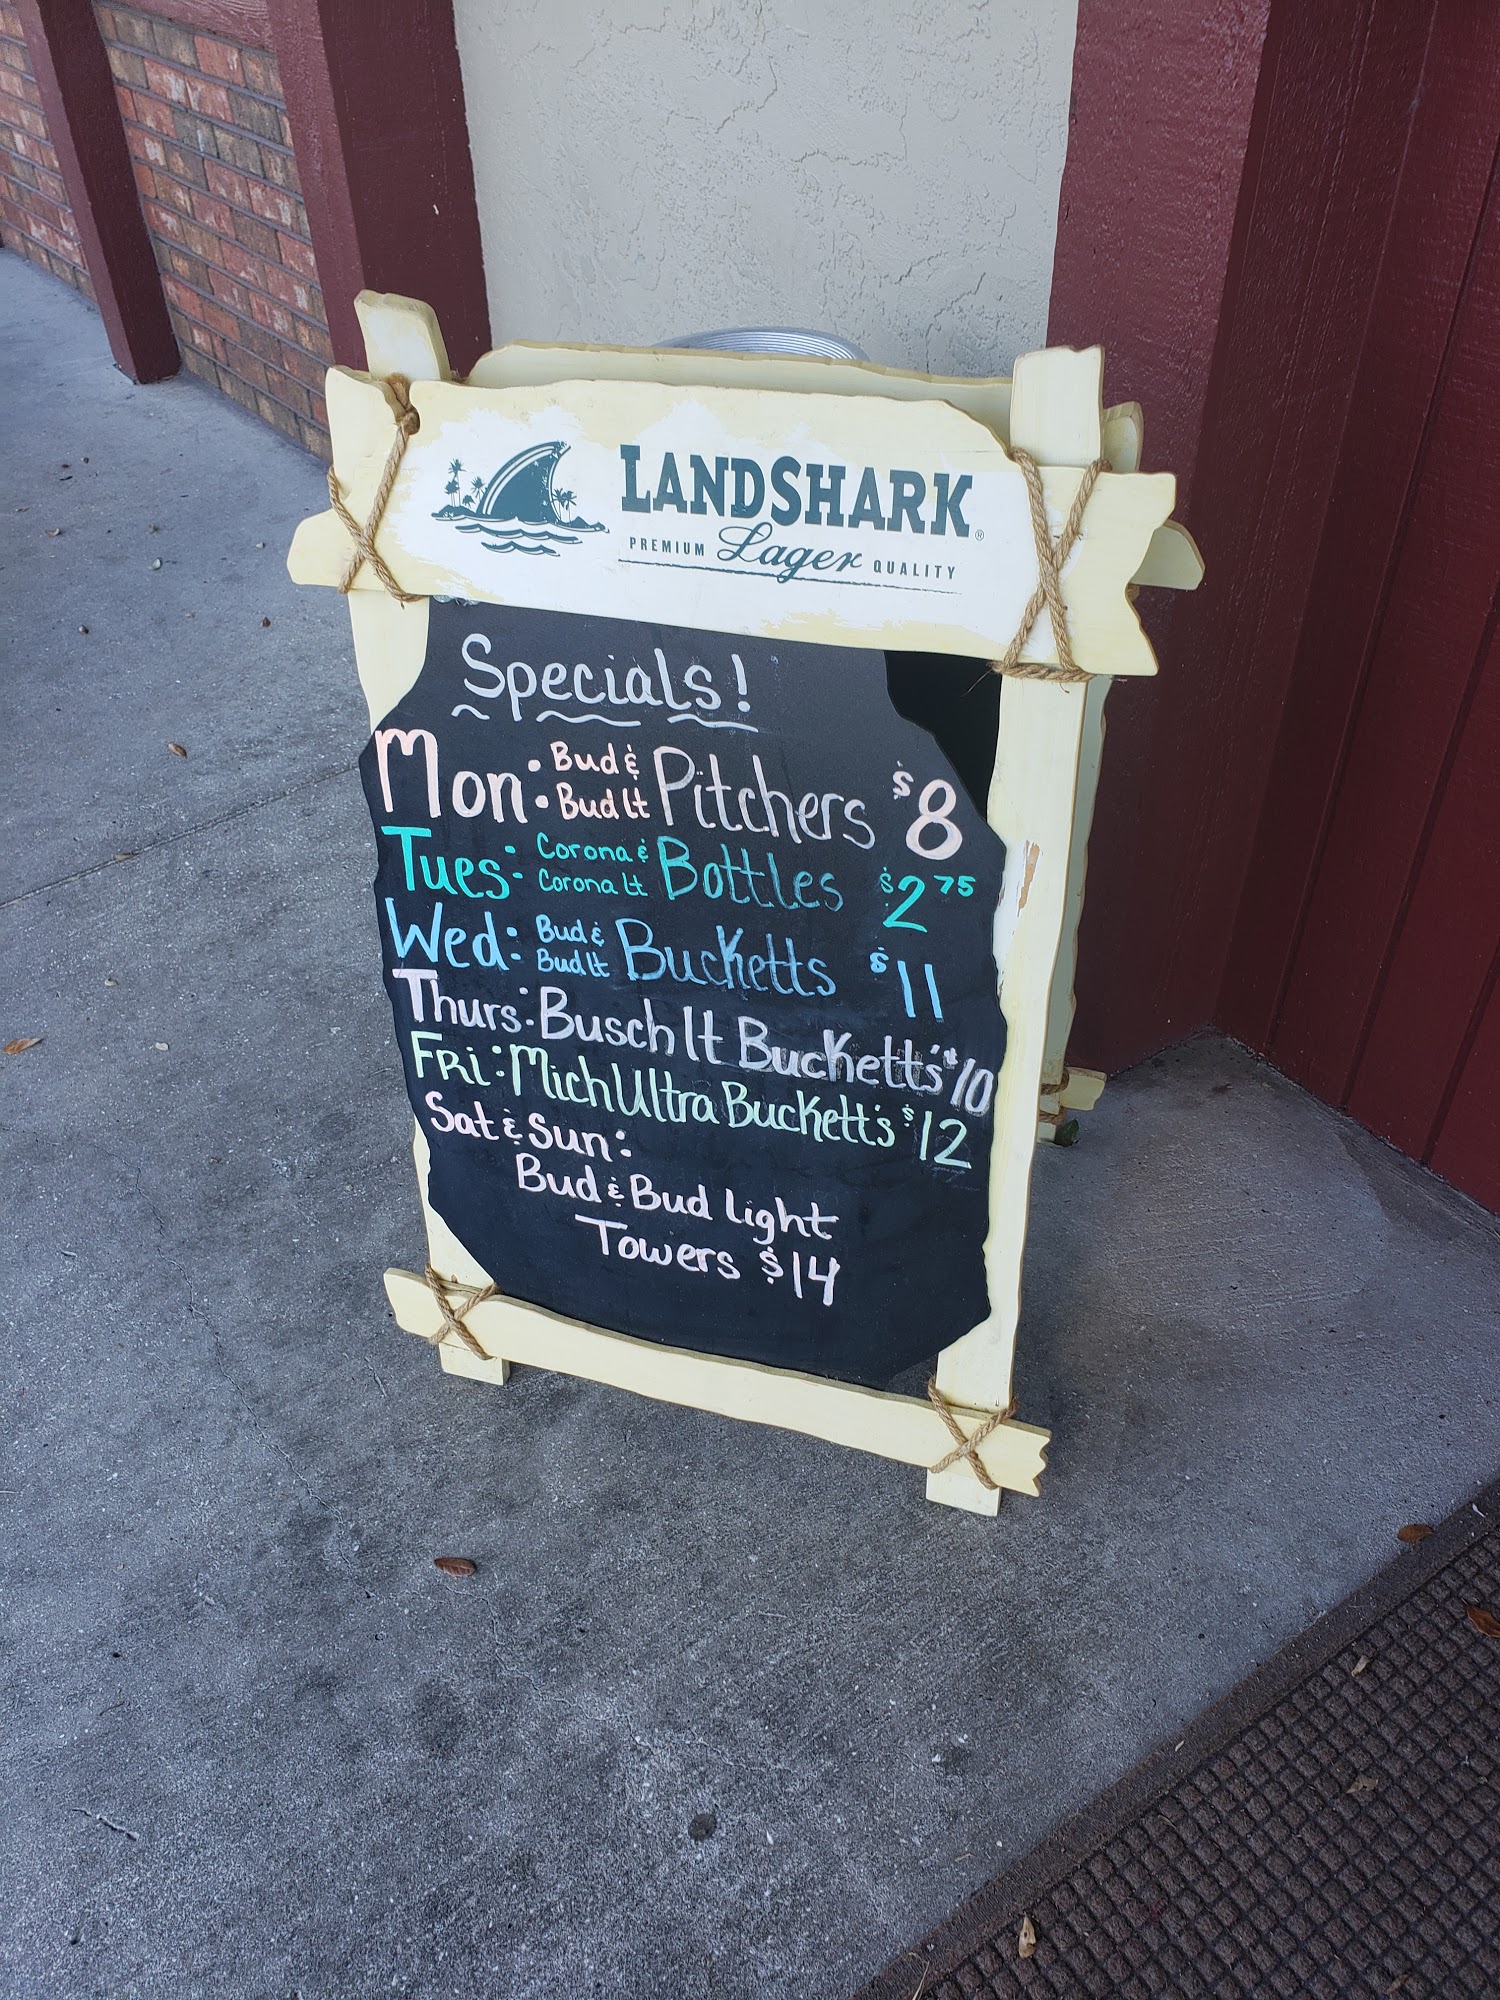 LANDSHARK®
PREMIUM Lager QUALITY
Specials!
Mon: Bud & Bud lt Pitchers $8
Tues: Corona & Corona lt Bottles $2 75
Wed: Bud & Bud lt Bucketts $11
Thurs: Busch lt Buckett's $10
Fri: Mich Ultra Buckett's $12
Sat & Sun:
Bud & Bud Light
Towers $14